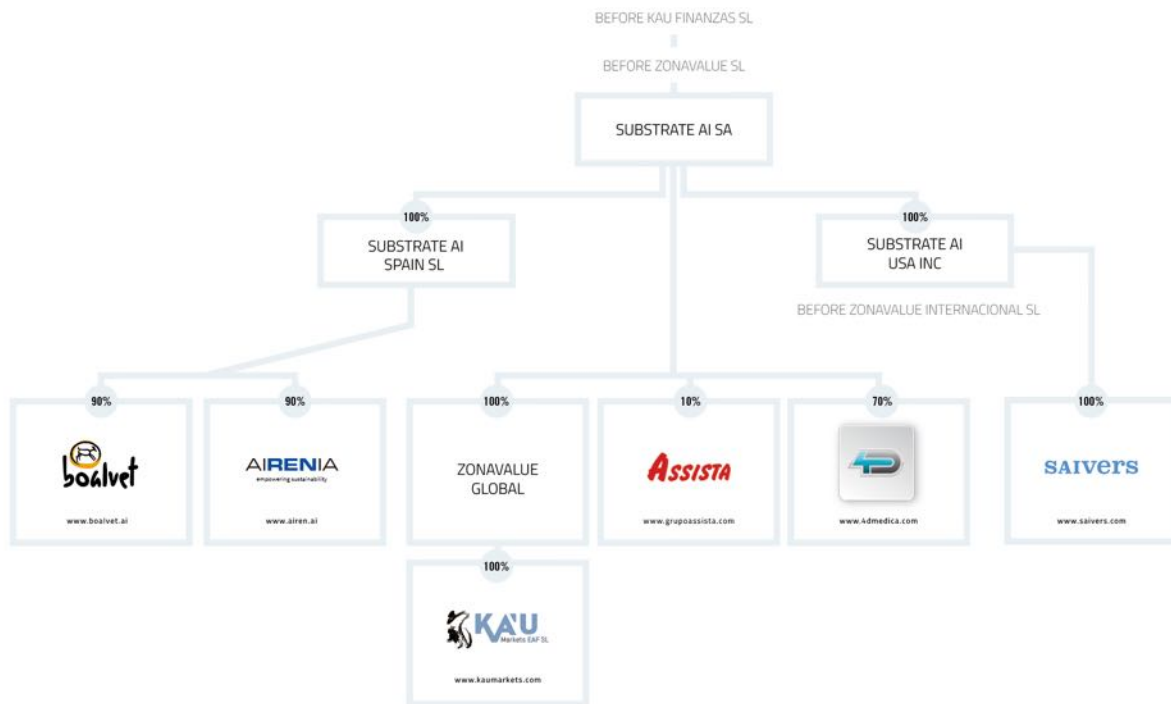 BEFORE KAU FINANZAS SL
BEFORE ZONAVALUE SL
SUBSTRATE AI SA
100%
SUBSTRATE AI
SPAIN SL
100%
SUBSTRATE AI
USA INC
BEFORE ZONAVALUE INTERNACIONAL SL
90%
boalvet
www.boalvet.ai
90%
AIRENIA
empowering sustainability
www.airen.ai
100%
ZONAVALUE
GLOBAL
10%
ASSISTA
www.grupoassista.com
70%
4D
www.4dmedica.com
100%
SAIVERS
www.saivers.com
100%
KA'U
Markets EAF SL
www.kaumarkets.com